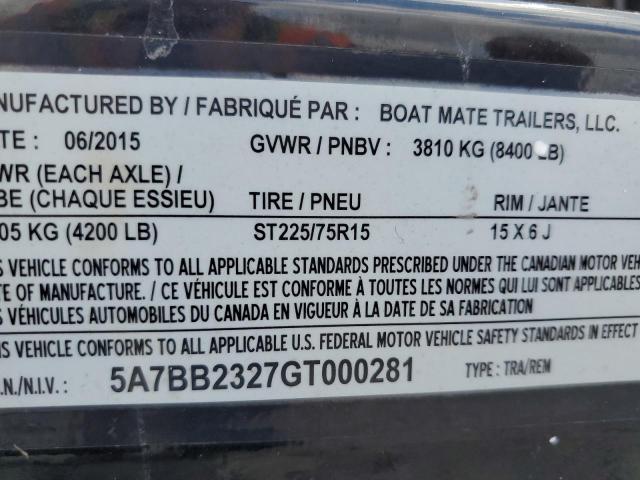 NUFACTURED BY / FABRIQUÉ PAR : BOAT MATE TRAILERS, LLC.
TE : 06/2015 GVWR / PNBV : 3810 KG (8400 LB)
WR (EACH AXLE) /
BE (CHAQUE ESSIEU) TIRE / PNEU RIM / JANTE
05 KG (4200 LB) ST225/75R15 15 X 6 J
S VEHICLE CONFORMS TO ALL APPLICABLE STANDARDS PRESCRIBED UNDER THE CANADIAN MOTOR VEH
TE OF MANUFACTURE. / CE VÉHICULE EST CONFORME À TOUTES LES NORMES QUI LUI SONT APPLICABLES
S VÉHICULES AUTOMOBILES DU CANADA EN VIGUEUR À LA DATE DE SA FABRICATION
S VEHICLE CONFORMS TO ALL APPLICABLE U.S. FEDERAL MOTOR VEHICLE SAFETY STANDARDS IN EFFECT
.N./N.I.V.: 5A7BB2327GT000281 TYPE: TRA/REM